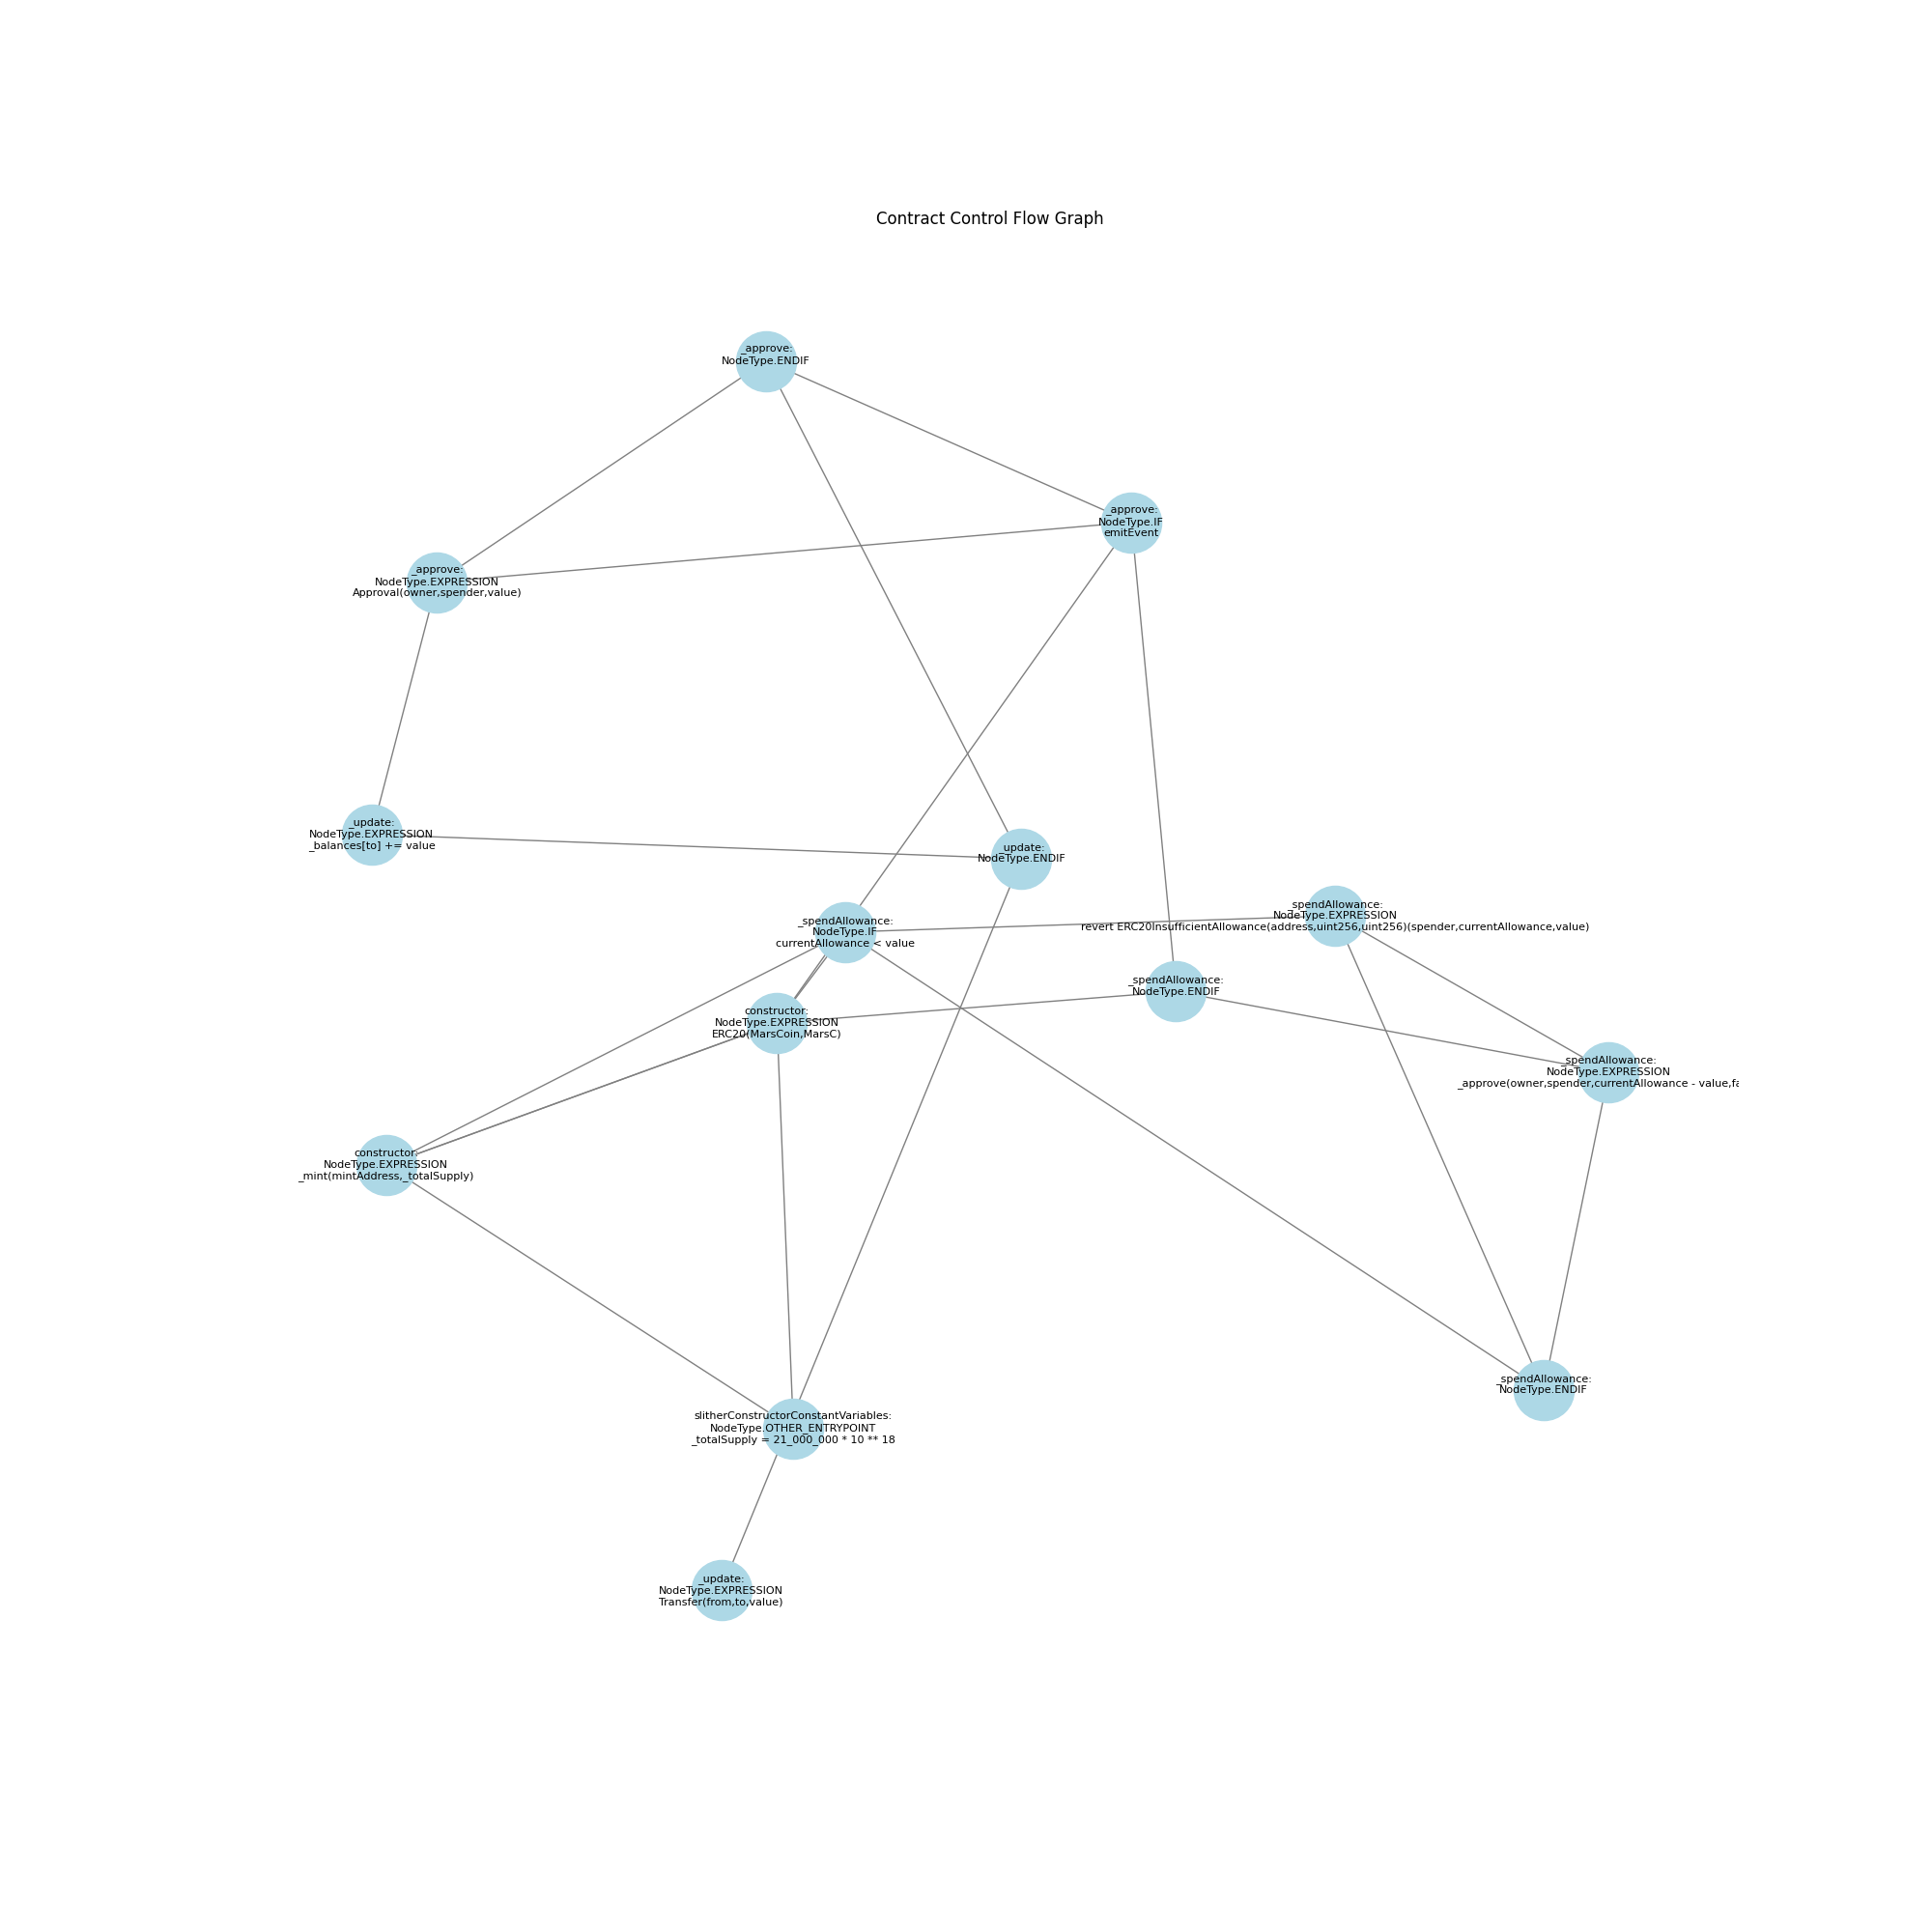 Contract Control Flow Graph
_approve:
NodeType.ENDIF
_approve:
NodeType.IF
emitEvent
_approve:
NodeType.EXPRESSION
Approval(owner,spender,value)
_update:
NodeType.EXPRESSION
_balances[to] += value
_update:
NodeType.ENDIF
_spendAllowance:
NodeType.IF
currentAllowance < value
_spendAllowance:
NodeType.EXPRESSION
revert ERC20InsufficientAllowance(address,uint256,uint256)(spender,currentAllowance,value)
_spendAllowance:
NodeType.ENDIF
constructor:
NodeType.EXPRESSION
ERC20(MarsCoin,MarsC)
_spendAllowance:
NodeType.EXPRESSION
_approve(owner,spender,currentAllowance - value,fa
constructor:
NodeType.EXPRESSION
_mint(mintAddress,_totalSupply)
_spendAllowance:
NodeType.ENDIF
slitherConstructorConstantVariables:
NodeType.OTHER_ENTRYPOINT
_totalSupply = 21_000_000 * 10 ** 18
_update:
NodeType.EXPRESSION
Transfer(from,to,value)